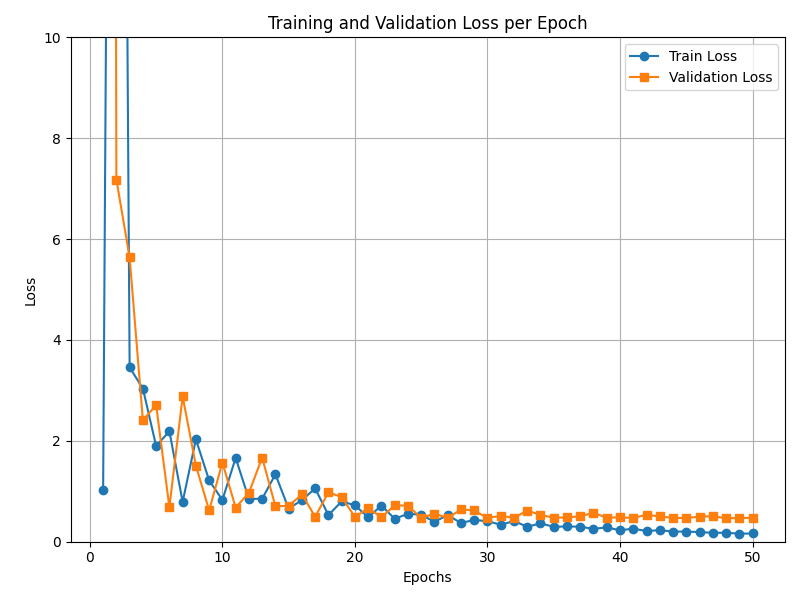 Training and Validation Loss per Epoch
Train Loss
Validation Loss
10
8
6
4
2
0
Loss
0 10 20 30 40 50
Epochs